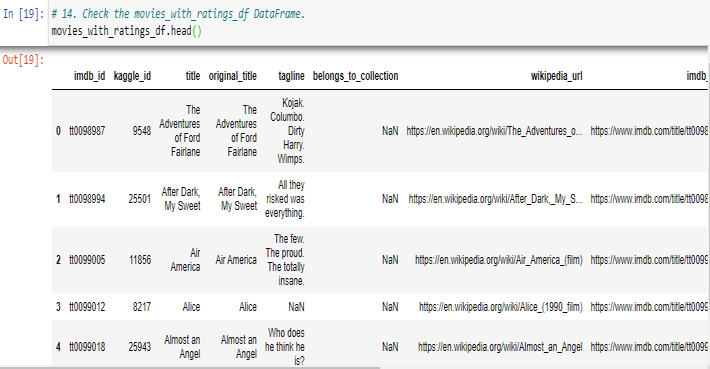 In [19]: # 14. Check the movies_with_ratings_df DataFrame.
movies_with_ratings_df.head()
Out[19]:
imdb_id kaggle_id title original_title tagline belongs_to_collection wikipedia_url imdb_
0 tt0098987 9548 The Adventures of Ford Fairlane The Adventures of Ford Fairlane Kojak. Columbo. Dirty Harry. Wimps. NaN https://en.wikipedia.org/wiki/The_Adventures_o... https://www.imdb.com/title/tt0098
1 tt0098994 25501 After Dark, My Sweet After Dark, My Sweet All they risked was everything. NaN https://en.wikipedia.org/wiki/After_Dark,_My_S... https://www.imdb.com/title/tt0098
2 tt0099005 11856 Air America Air America The few. The proud. The totally insane. NaN https://en.wikipedia.org/wiki/Air_America_(film) https://www.imdb.com/title/tt0099
3 tt0099012 8217 Alice Alice NaN NaN https://en.wikipedia.org/wiki/Alice_(1990_film) https://www.imdb.com/title/tt0099
4 tt0099018 25943 Almost an Angel Almost an Angel Who does he think he is? NaN https://en.wikipedia.org/wiki/Almost_an_Angel https://www.imdb.com/title/tt0099